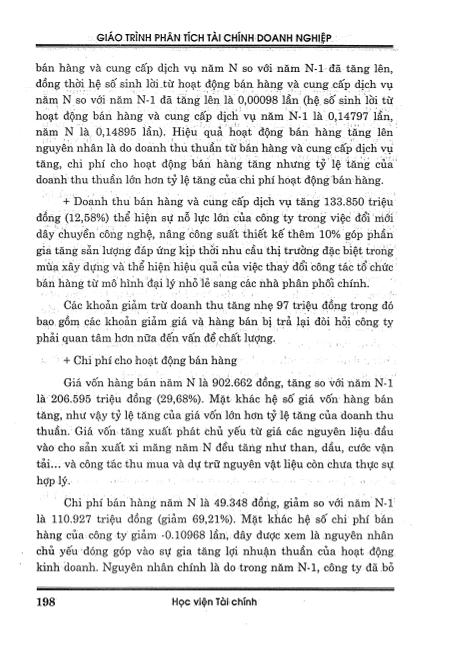 GIÁO TRÌNH PHÂN TÍCH TÀI CHÍNH DOANH NGHIỆP
bán hàng và cung cấp dịch vụ năm N so với năm N-1 đã tăng lên,
đồng thời hệ số sinh lời từ hoạt động bán hàng và cung cấp dịch vụ
năm N so với năm N-1 đã tăng lên là 0,00098 lần (hệ số sinh lời từ
hoạt động bán hàng và cung cấp dịch vụ năm N-1 là 0,14797 lần,
năm N là 0,14895 lần). Hiệu quả hoạt động bán hàng tăng lên
nguyên nhân là do doanh thu thuần từ bán hàng và cung cấp dịch vụ
tăng, chi phí cho hoạt động bán hàng tăng nhưng tỷ lệ tăng của
doanh thu thuần lớn hơn tỷ lệ tăng của chi phí hoạt động bán hàng.
+ Doanh thu bán hàng và cung cấp dịch vụ tăng 133.850 triệu
đồng (12,58%) thể hiện sự nỗ lực lớn của công ty trong việc đổi mới
dây chuyền công nghệ, nâng công suất thiết kế thêm 10% góp phần
gia tăng sản lượng đáp ứng kịp thời nhu cầu thị trường đặc biệt trong
mùa xây dựng và thể hiện hiệu quả của việc thay đổi công tác tổ chức
bán hàng từ mô hình đại lý nhỏ lẻ sang các nhà phân phối chính.
Các khoản giảm trừ doanh thu tăng nhẹ 97 triệu đồng trong đó
bao gồm các khoản giảm giá và hàng bán bị trả lại đòi hỏi công ty
phải quan tâm hơn nữa đến vấn đề chất lượng.
+ Chi phí cho hoạt động bán hàng
Giá vốn hàng bán năm N là 902.662 đồng, tăng so với năm N-1
là 206.595 triệu đồng (29,68%). Mặt khác hệ số giá vốn hàng bán
tăng, như vậy tỷ lệ tăng của giá vốn lớn hơn tỷ lệ tăng của doanh thu
thuần. Giá vốn tăng xuất phát chủ yếu từ giá các nguyên liệu đầu
vào cho sản xuất xi măng năm N đều tăng như than, dầu, cước vận
tải... và công tác thu mua và dự trữ nguyên vật liệu còn chưa thực sự
hợp lý.
Chi phí bán hàng năm N là 49.348 đồng, giảm so với năm N-1
là 110.927 triệu đồng (giảm 69,21%). Mặt khác hệ số chi phí bán
hàng của công ty giảm -0.10968 lần, đây được xem là nguyên nhân
chủ yếu đóng góp vào sự gia tăng lợi nhuận thuần của hoạt động
kinh doanh. Nguyên nhân chính là do trong năm N-1, công ty đã bỏ
198 Học viện Tài chính